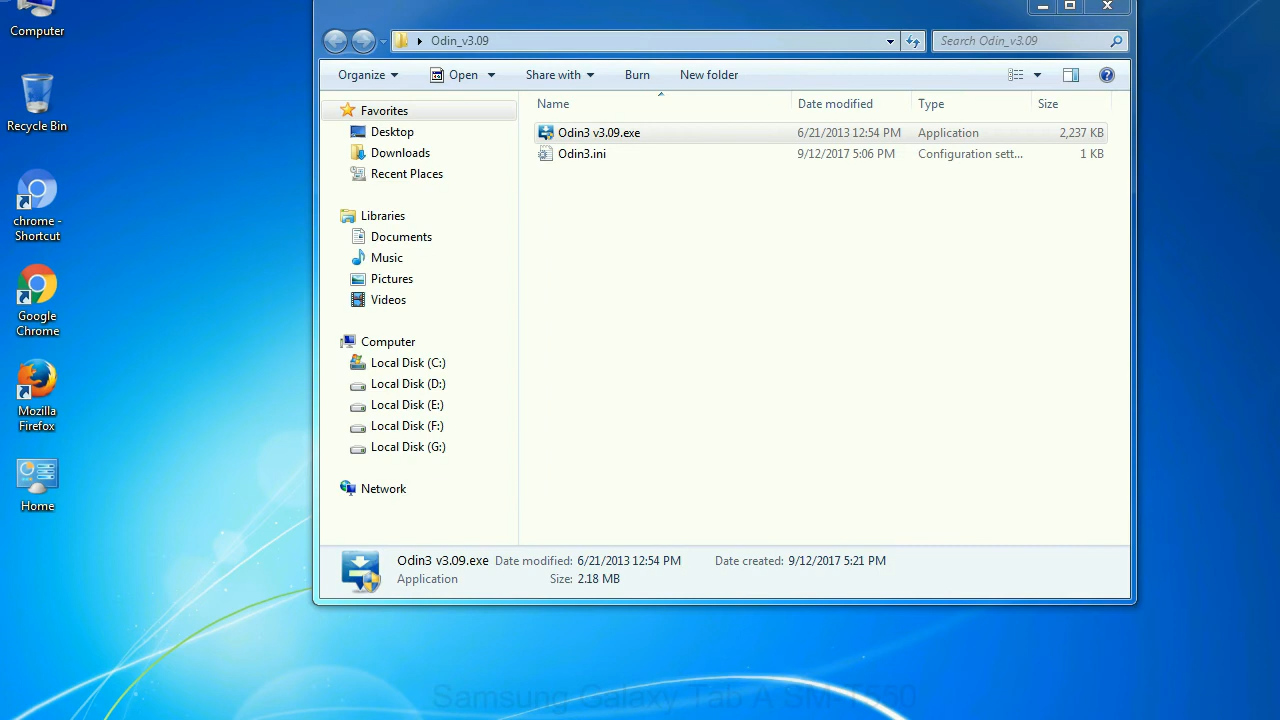 Computer
Recycle Bin
chrome -
Shortcut
Google
Chrome
Mozilla
Firefox
Home
Odin_v3.09
Search Odin_v3.09
Organize
Open
Share with
Burn
New folder
Name
Date modified
Type
Size
Odin3 v3.09.exe
6/21/2013 12:54 PM
Application
2,237 KB
Odin3.ini
9/12/2017 5:06 PM
Configuration sett...
1 KB
Favorites
Desktop
Downloads
Recent Places
Libraries
Documents
Music
Pictures
Videos
Computer
Local Disk (C:)
Local Disk (D:)
Local Disk (E:)
Local Disk (F:)
Local Disk (G:)
Network
Odin3 v3.09.exe
Date modified: 6/21/2013 12:54 PM
Date created: 9/12/2017 5:21 PM
Application
Size: 2.18 MB
Samsung Galaxy Tab A SM-T550